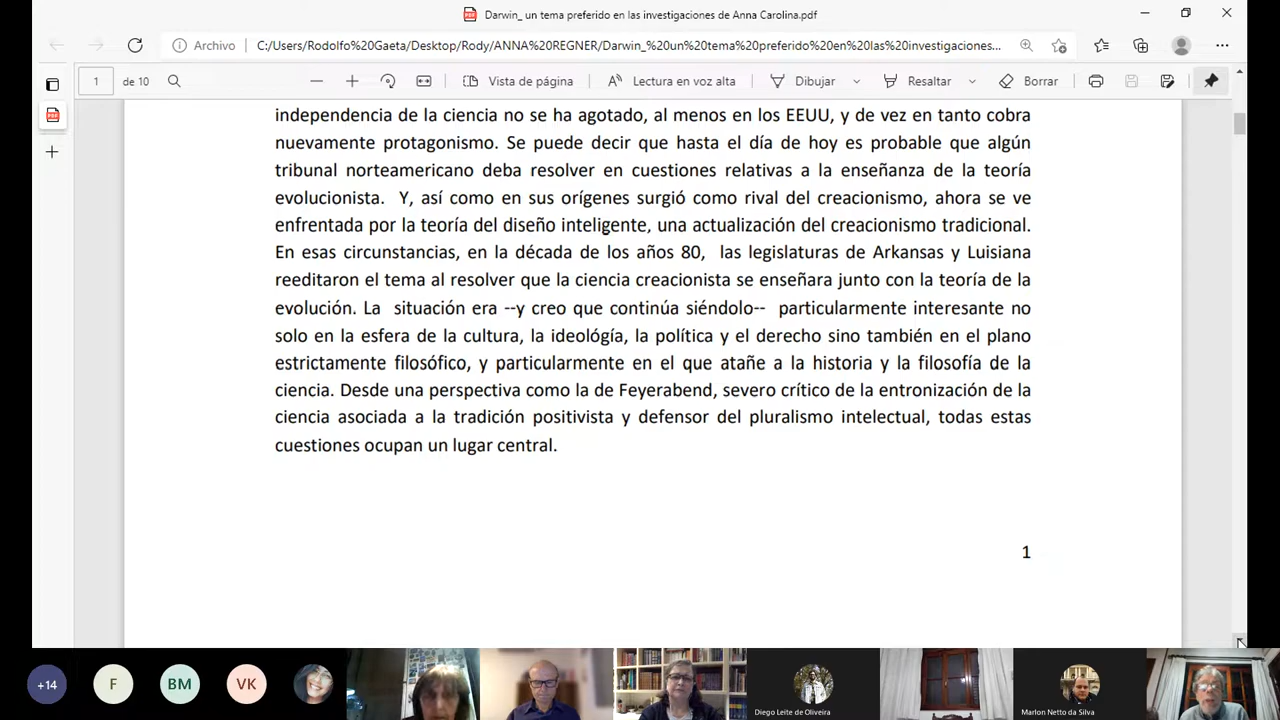 Darwin_ un tema preferido en las investigaciones de Anna Carolina.pdf
Archivo C:/Users/Rodolfo%20Gaeta/Desktop/Rody/ANNA%20REGNER/Darwin_%20un%20tema%20preferido%20en%20las%20investigaciones...
1 de 10 Vista de página Lectura en voz alta Dibujar Resaltar Borrar
independencia de la ciencia no se ha agotado, al menos en los EEUU, y de vez en tanto cobra
nuevamente protagonismo. Se puede decir que hasta el día de hoy es probable que algún
tribunal norteamericano deba resolver en cuestiones relativas a la enseñanza de la teoría
evolucionista. Y, así como en sus orígenes surgió como rival del creacionismo, ahora se ve
enfrentada por la teoría del diseño inteligente, una actualización del creacionismo tradicional.
En esas circunstancias, en la década de los años 80, las legislaturas de Arkansas y Luisiana
reeditaron el tema al resolver que la ciencia creacionista se enseñara junto con la teoría de la
evolución. La situación era --y creo que continúa siéndolo-- particularmente interesante no
solo en la esfera de la cultura, la ideológía, la política y el derecho sino también en el plano
estrictamente filosófico, y particularmente en el que atañe a la historia y la filosofía de la
ciencia. Desde una perspectiva como la de Feyerabend, severo crítico de la entronización de la
ciencia asociada a la tradición positivista y defensor del pluralismo intelectual, todas estas
cuestiones ocupan un lugar central.
1
+14 F BM VK
Diego Leite de Oliveira
Marlon Netto da Silva